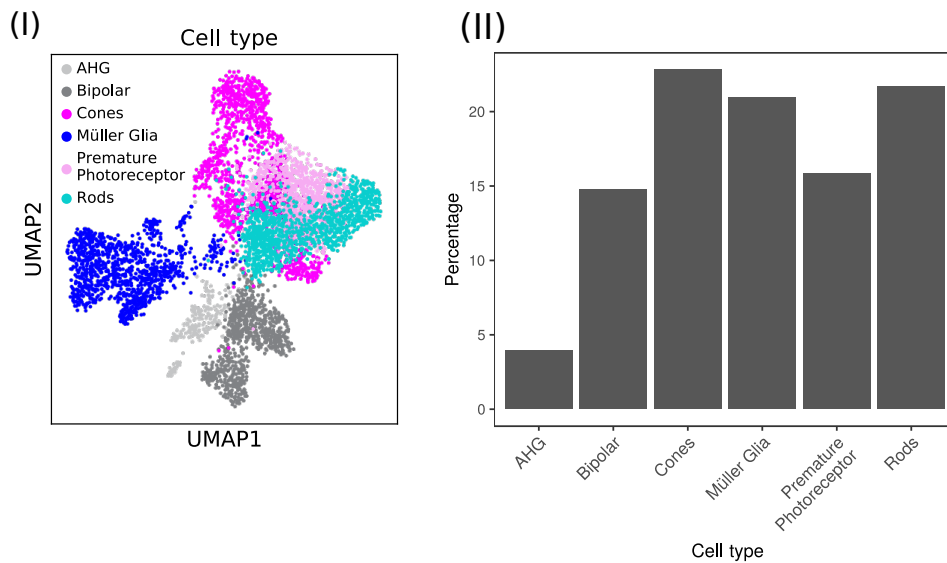 (I)
Cell type
AHG
Bipolar
Cones
Müller Glia
Premature
Photoreceptor
Rods
UMAP2
UMAP1
(II)
Percentage
20
15
10
5
0
AHG
Bipolar
Cones
Müller Glia
Premature
Photoreceptor
Rods
Cell type